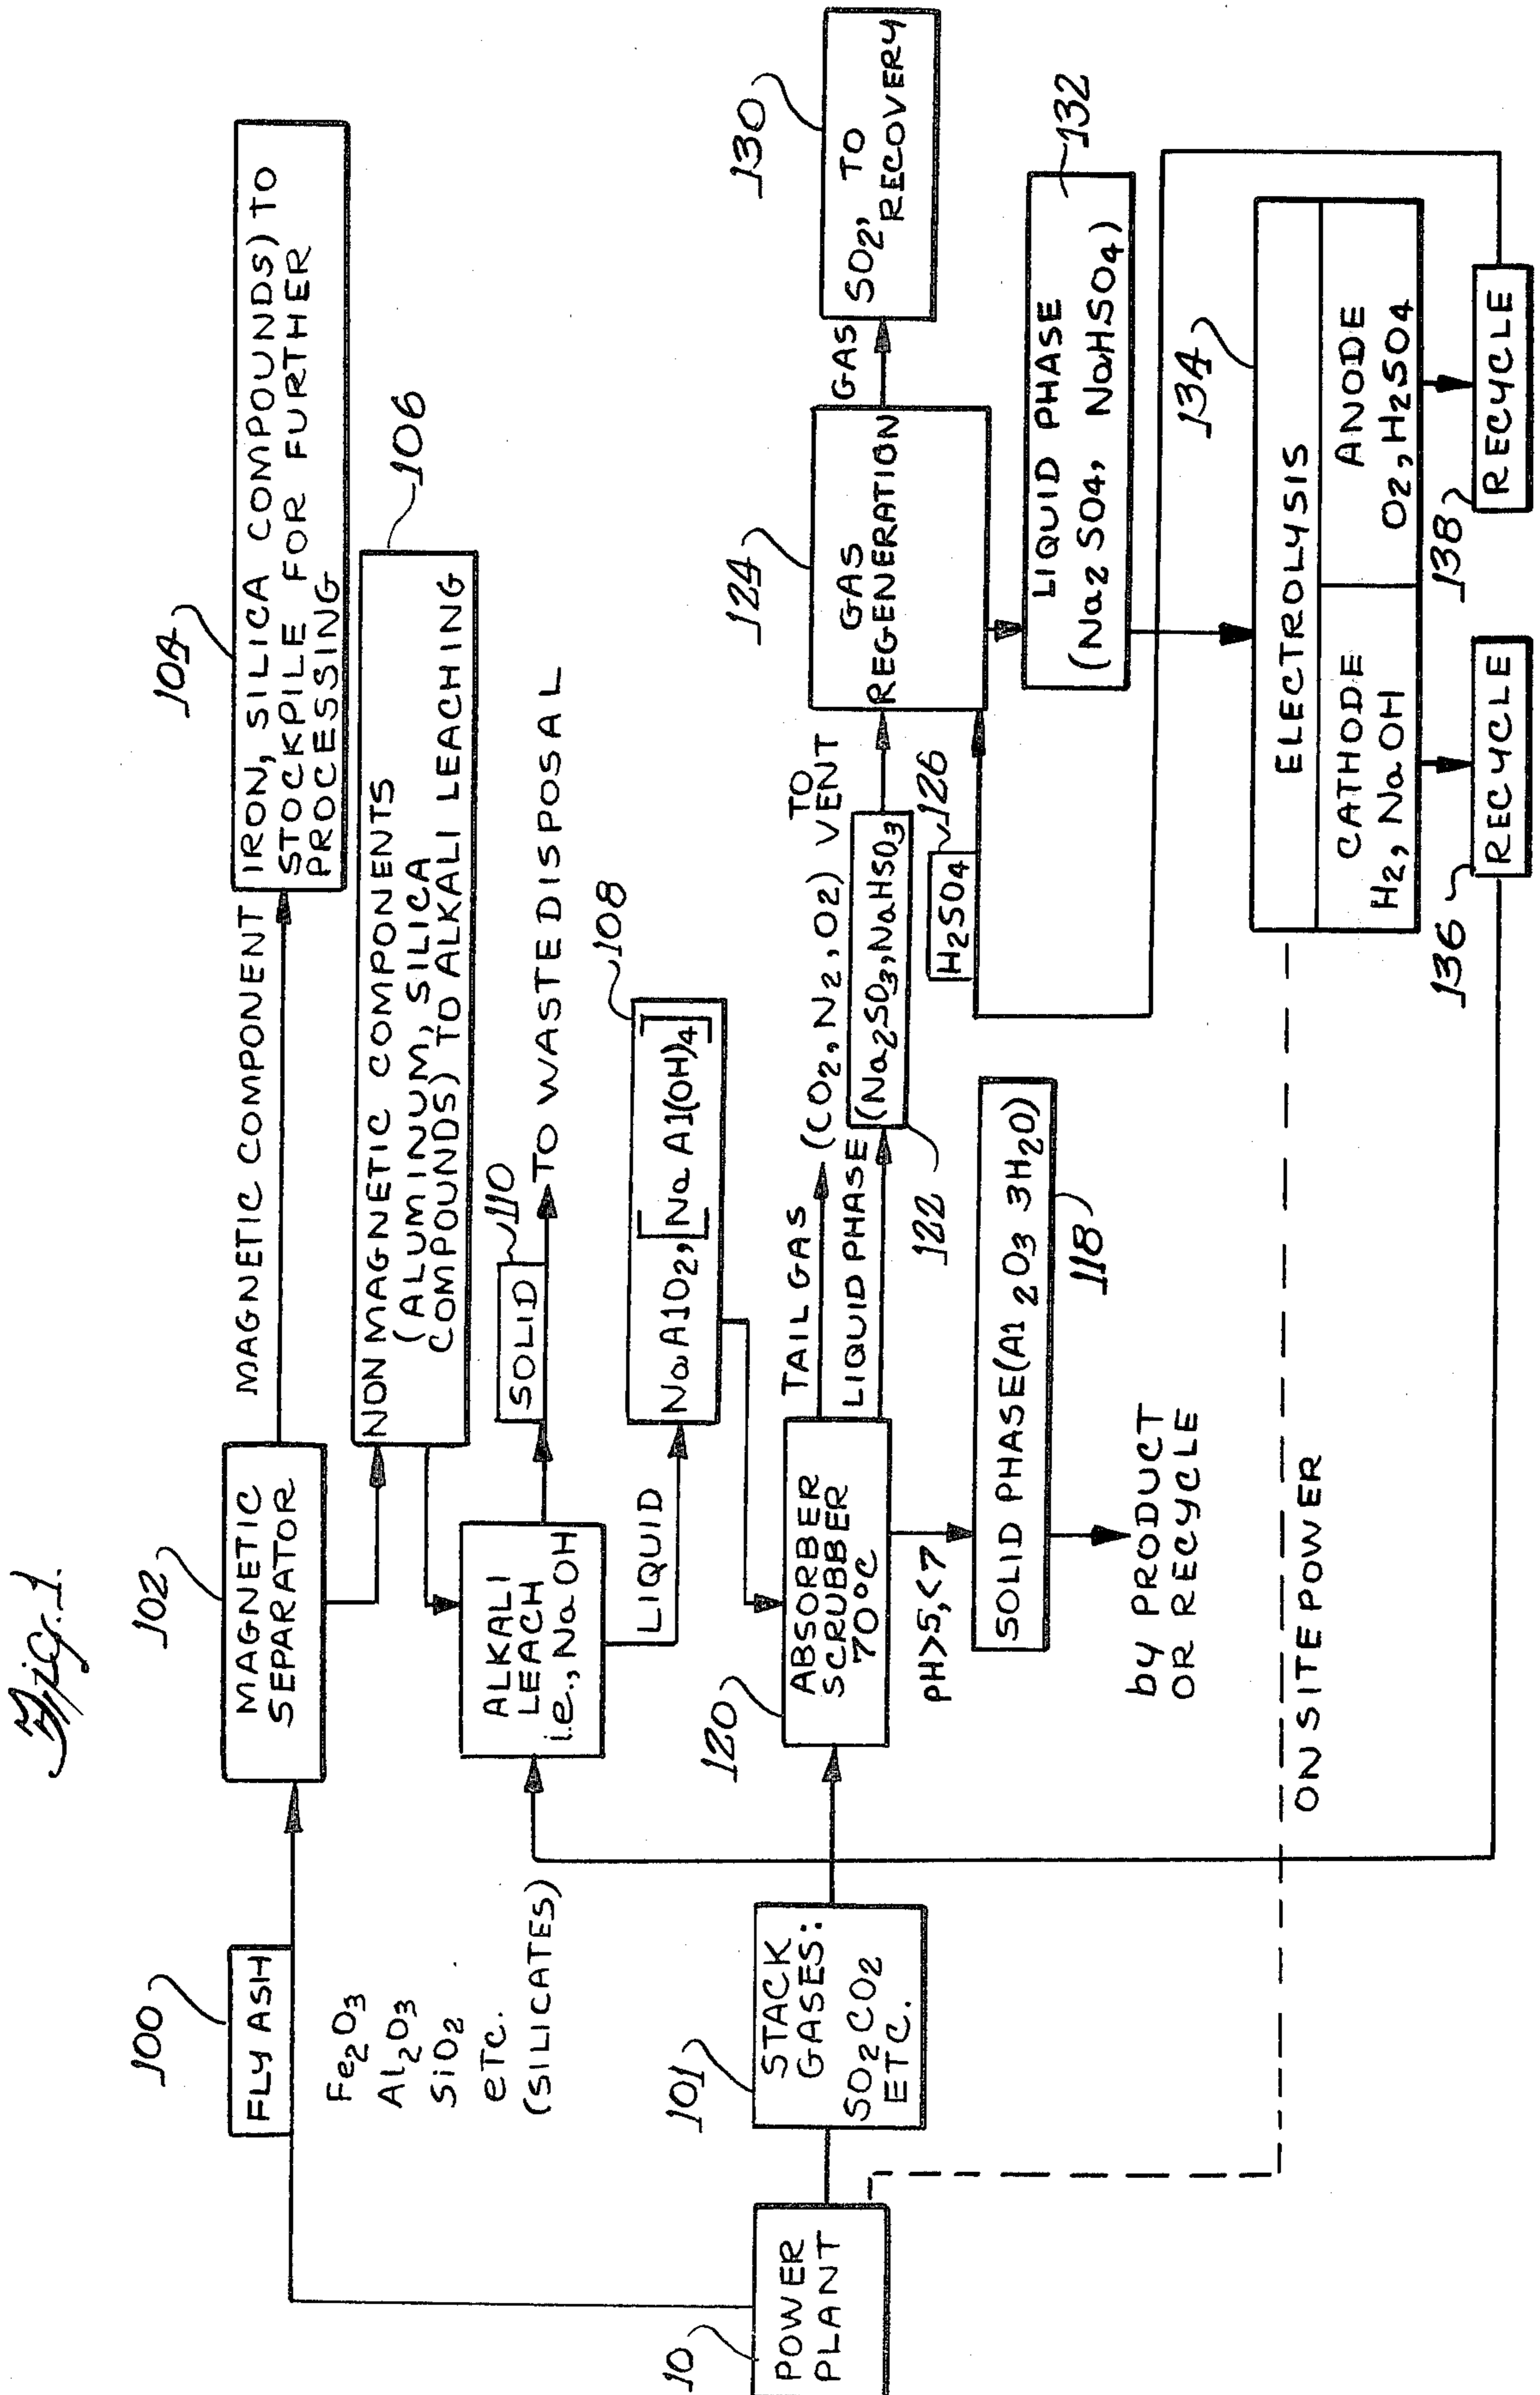 Fig. 1.
100
FLY ASH
Fe2O3
Al2O3
SiO2
eTc.
(SILICATES)
102
MAGNETIC
SEPARATOR
MAGNETIC COMPONENT
104
IRON, SILICA COMPOUNDS) TO
STOCKPILE FOR FURTHER
PROCESSING
NON MAGNETIC COMPONENTS
(ALUMINUM, SILICA
COMPOUNDS) TO ALKALI LEACHING
106
ALKALI
LEACH
i.e., NaOH
SOLID
110
TO WASTE DISPOSAL
LIQUID
NaAlO2, [NaAl(OH)4]
108
10
POWER
PLANT
101
STACK
GASES:
SO2 CO2
ETC.
120
ABSORBER
SCRUBBER
70°C
TAIL GAS
(CO2, N2, O2) TO
VENT
LIQUID PHASE
(Na2SO3, NaHSO3
122
PH>5,<7
SOLID PHASE (Al2O3 3H2O)
118
by PRODUCT
OR RECYCLE
H2SO4
126
124
GAS
REGENERATION
GAS
130
SO2, TO
RECOVERY
LIQUID PHASE
(Na2SO4, NaHSO4)
132
134
ELECTROLYSIS
CATHODE
H2, NaOH
ANODE
O2, H2SO4
136
RECYCLE
138
RECYCLE
ON SITE POWER